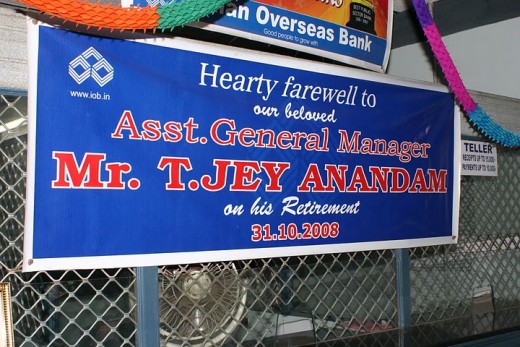 an Overseas Bank
Good people to grow with
www.iob.in
Hearty farewell to
our beloved
Asst.General Manager
Mr. T.JEY ANANDAM
on his Retirement
31.10.2008
TELLER